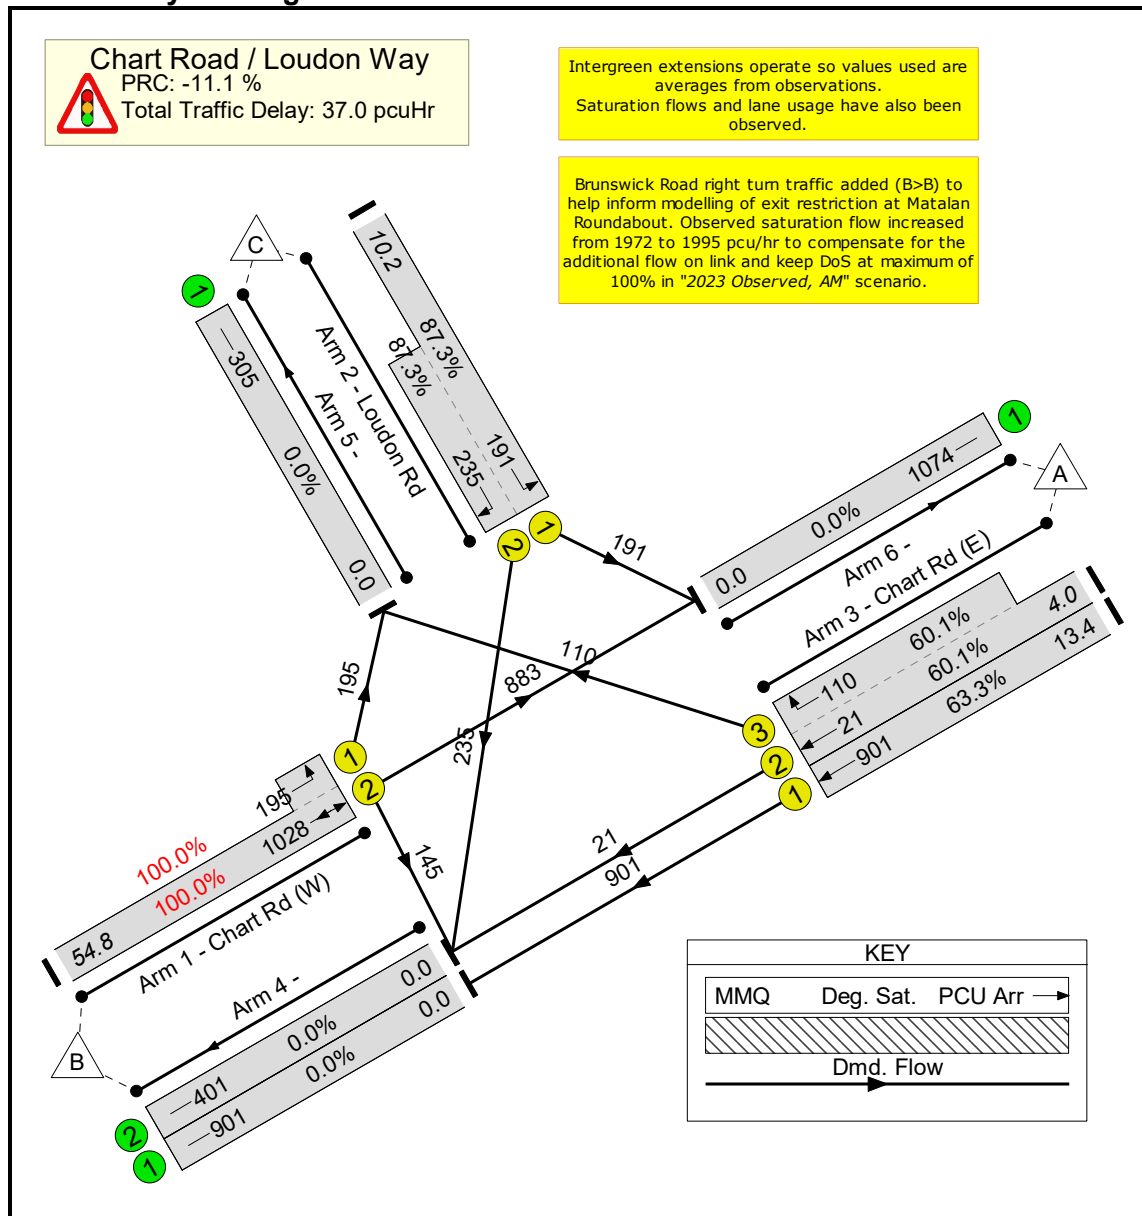 Chart Road / Loudon Way
PRC: -11.1 %
Total Traffic Delay: 37.0 pcuHr
Intergreen extensions operate so values used are
averages from observations.
Saturation flows and lane usage have also been
observed.
Brunswick Road right turn traffic added (B>B) to
help inform modelling of exit restriction at Matalan
Roundabout. Observed saturation flow increased
from 1972 to 1995 pcu/hr to compensate for the
additional flow on link and keep DoS at maximum of
100% in "2023 Observed, AM" scenario.
C
1
305
0.0%
0.0
Arm 5 -
Arm 2 - Loudon Rd
10.2
87.3%
87.3%
191
235
2
1
191
0.0
0.0%
1074
1
A
Arm 6 -
Arm 3 - Chart Rd (E)
110
60.1%
21
60.1%
4.0
901
63.3%
13.4
3
2
1
195
883
110
235
145
21
901
1
2
195
100.0%
1028
100.0%
54.8
Arm 1 - Chart Rd (W)
Arm 4 -
B
401
0.0%
0.0
901
0.0%
0.0
2
1
KEY
MMQ Deg. Sat. PCU Arr
Dmd. Flow